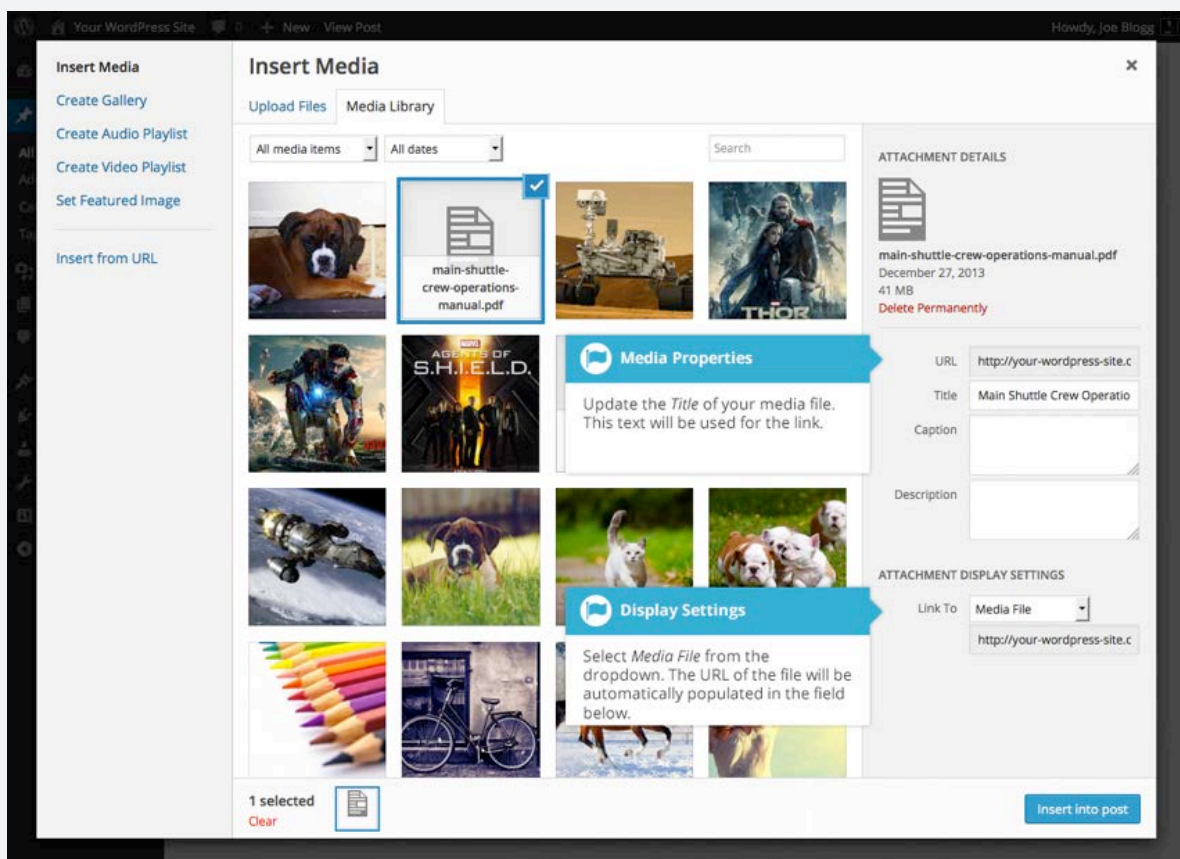 Your WordPress Site
0
New
View Post
Howdy, Joe Blogg
Insert Media
Create Gallery
Create Audio Playlist
Create Video Playlist
Set Featured Image
Insert from URL
Insert Media
Upload Files
Media Library
All media items
All dates
Search
main-shuttle-
crew-operations-
manual.pdf
THOR
MARVEL
AGENTS OF
S.H.I.E.L.D.
Media Properties
Update the Title of your media file.
This text will be used for the link.
Display Settings
Select Media File from the
dropdown. The URL of the file will be
automatically populated in the field
below.
ATTACHMENT DETAILS
main-shuttle-crew-operations-manual.pdf
December 27, 2013
41 MB
Delete Permanently
URL
http://your-wordpress-site.c
Title
Main Shuttle Crew Operatio
Caption
Description
ATTACHMENT DISPLAY SETTINGS
Link To
Media File
http://your-wordpress-site.c
1 selected
Clear
Insert into post